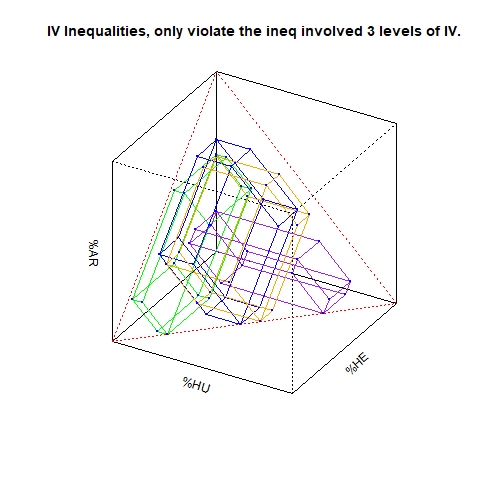 IV Inequalities, only violate the ineq involved 3 levels of IV.
%AR
%HU
%HE